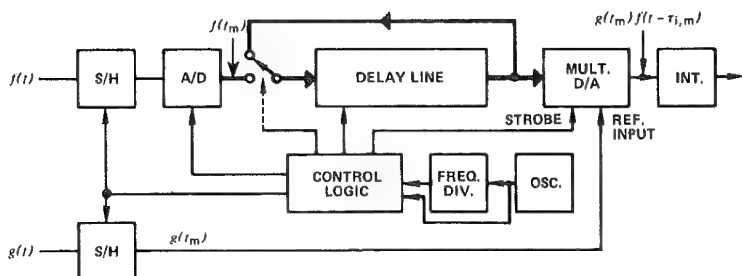 f(t)
S/H
A/D
f(tₘ)
DELAY LINE
MULT.
D/A
g(tₘ) f(t - τᵢ,ₘ)
INT.
STROBE
REF.
INPUT
CONTROL
LOGIC
FREQ.
DIV.
OSC.
g(t)
S/H
g(tₘ)